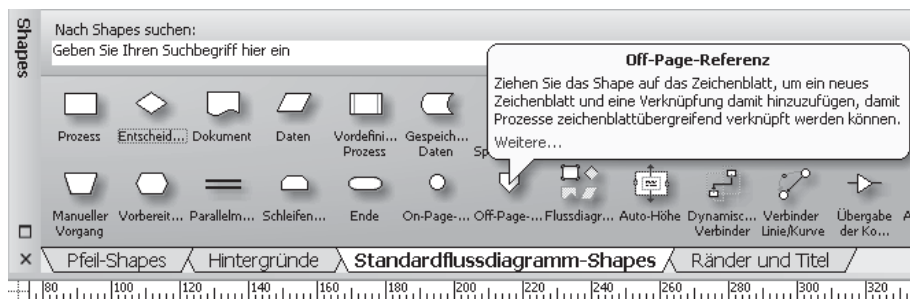 Shapes
Nach Shapes suchen:
Geben Sie Ihren Suchbegriff hier ein
Off-Page-Referenz
Ziehen Sie das Shape auf das Zeichenblatt, um ein neues
Zeichenblatt und eine Verknüpfung damit hinzuzufügen, damit
Prozesse zeichenblattübergreifend verknüpft werden können.
Weitere...
Prozess Entscheid... Dokument Daten Vordefini... Gespeich...
Prozess Daten Sp
Manueller Vorbereit... Parallelm... Schleifen... Ende On-Page-... Off-Page-... Flussdiagr... Auto-Höhe Dynamisc... Verbinder Übergabe A
Vorgang Verbinder Linie/Kurve der Ko...
Pfeil-Shapes Hintergründe Standardflussdiagramm-Shapes Ränder und Titel
80 100 120 140 160 180 200 220 240 260 280 300 320